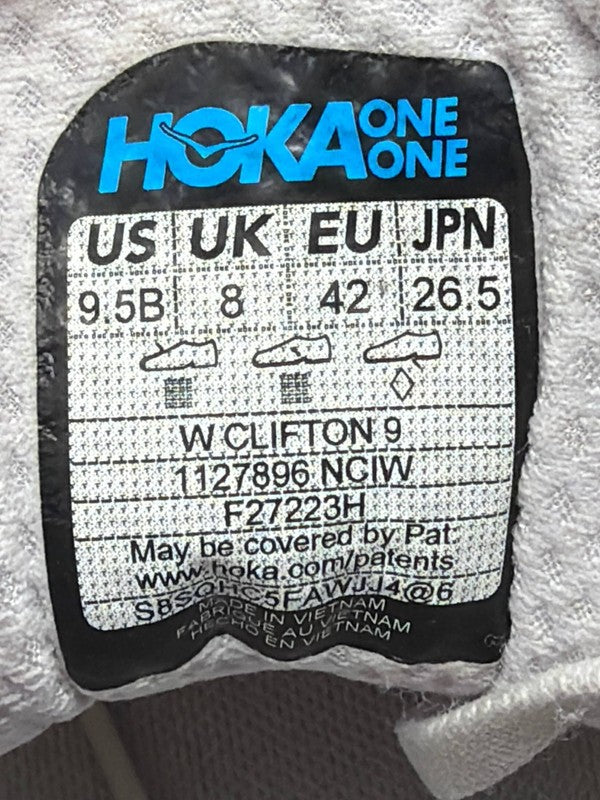 HOKA ONE ONE
US UK EU JPN
9.5B 8 42 26.5
W CLIFTON 9
1127896 NCIW
F27223H
May be covered by Pat.
www.hoka.com/patents
MADE IN VIETNAM
FABRIQUÉ AU VIETNAM
HECHO EN VIETNAM